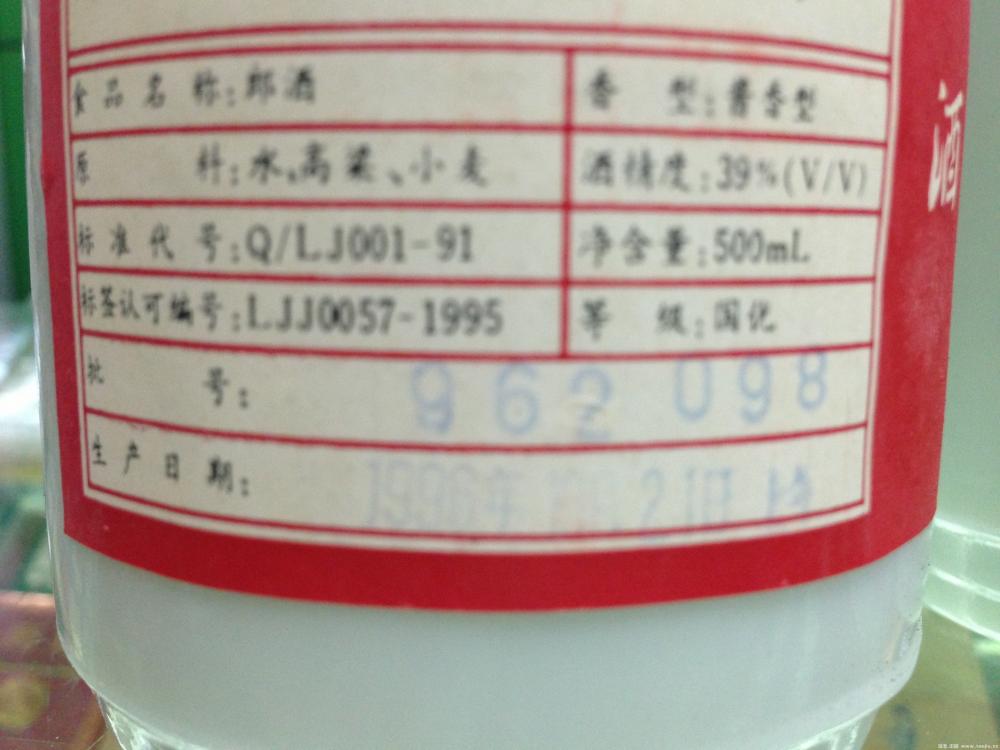 食品名称：郎酒
香型：酱香型
原料：水、高粱、小麦
酒精度：39%(V/V)
标准代号：Q/LJ001-91
净含量：500mL
标签认可编号：LJJ0057-1995
等级：国优
批号：962 098
生产日期：1996年 21日
酒